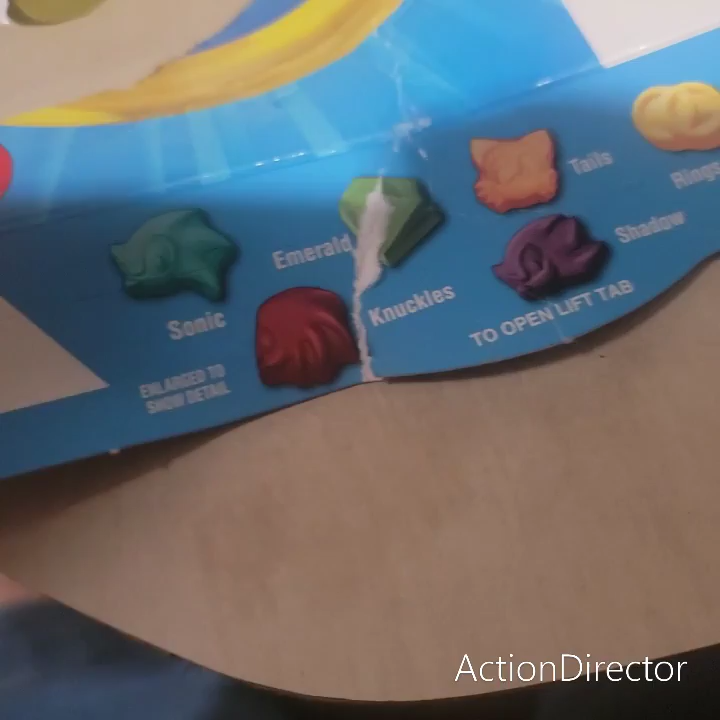 Tails
Rings
Emerald
Shadow
Sonic
Knuckles
TO OPEN LIFT TAB
ENLARGED TO
SHOW DETAIL
ActionDirector